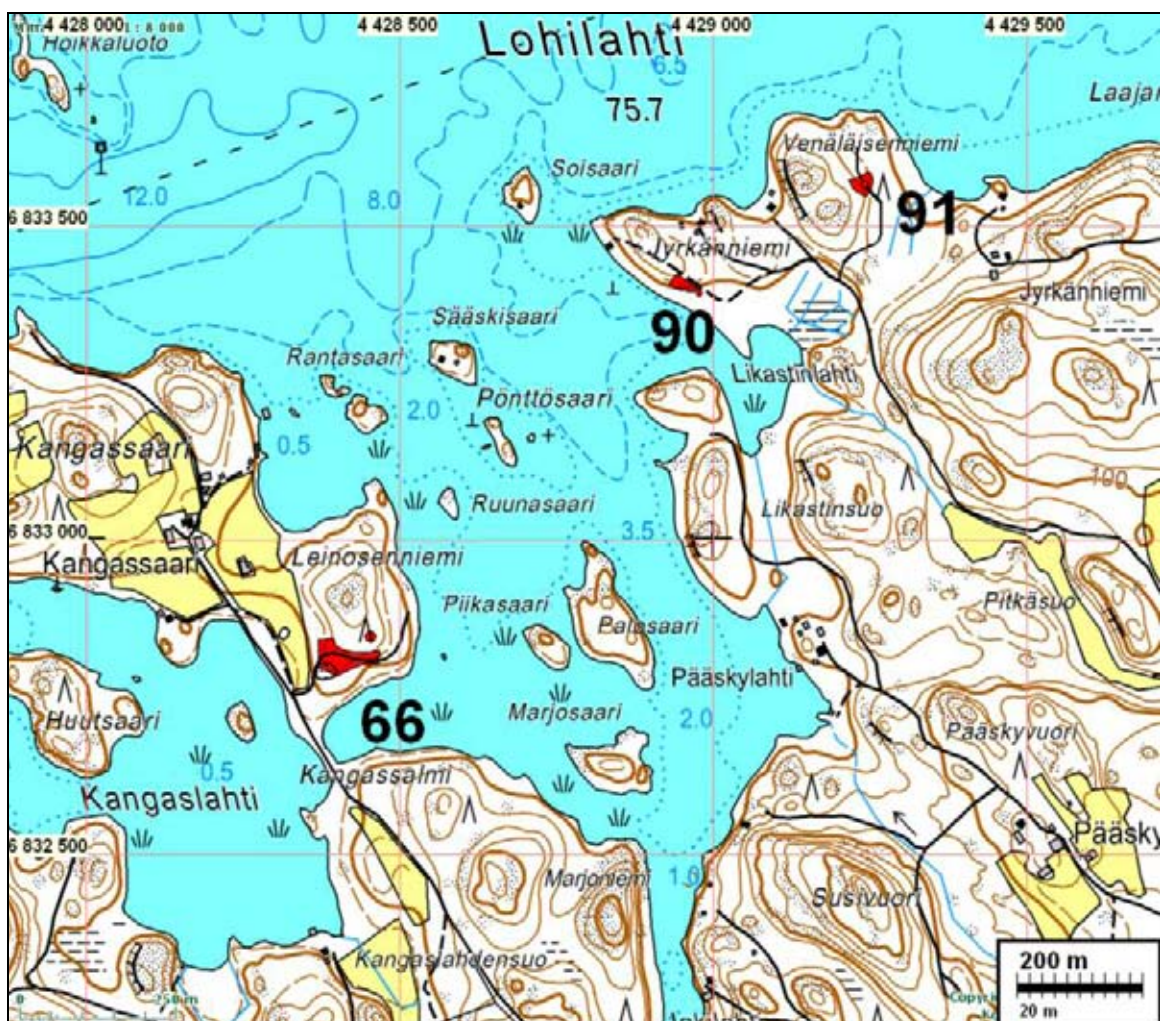 4 428 000
1 : 8 000
4 428 500
4 429 000
4 429 500
Hoikkaluoto
Lohilahti
6.5
75.7
Laajar
Venäläisenniemi
Soisaari
12.0
8.0
91
6 833 500
Jyrkänniemi
Jyrkänniemi
90
Sääskisaari
Rantasaari
Likastinlahti
Pönttösaari
2.0
0.5
Kangassaari
100
Ruunasaari
Likastinsuo
6 833 000
3.5
Leinosenniemi
Kangassaari
Piikasaari
Pitkäsuo
Palosaari
Pääskylahti
66
Marjosaari
Huutsaari
2.0
Pääskyvuori
0.5
Kangassalmi
Kangaslahti
6 832 500
Pääsky
1.0
Marjoniemi
Susivuori
Kangaslahdensuo
200 m
0
250 m
20 m